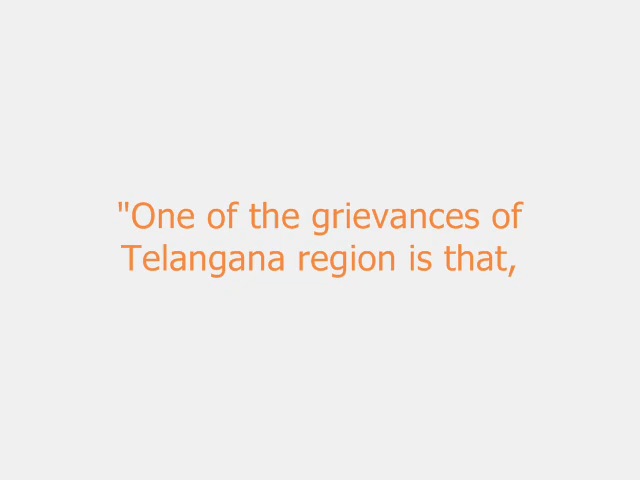 "One of the grievances of
Telangana region is that,